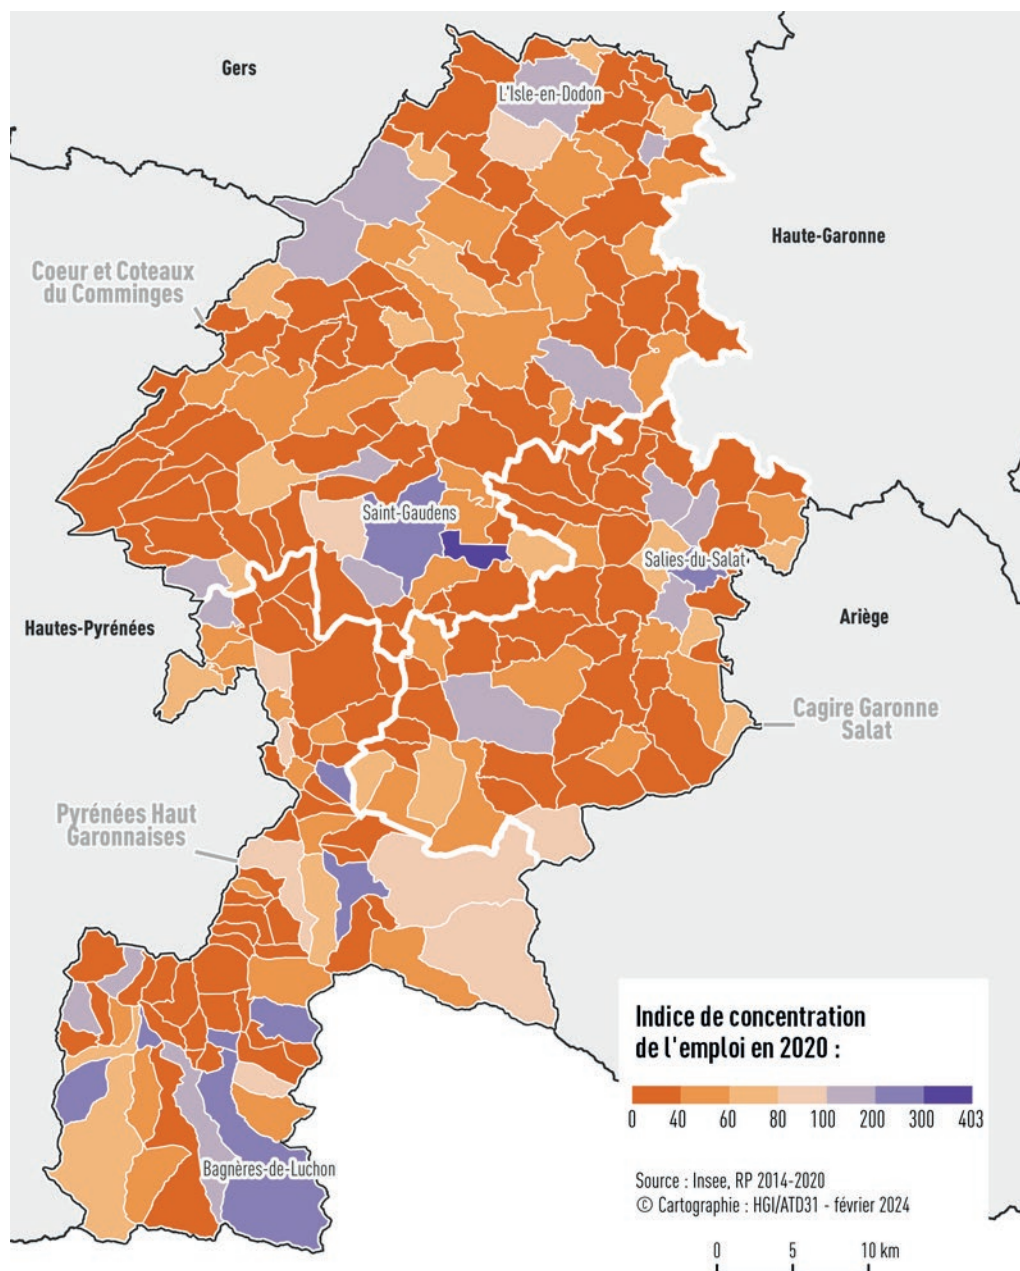 Gers
L'Isle-en-Dodon
Haute-Garonne
Coeur et Coteaux
du Comminges
Saint-Gaudens
Salies-du-Salat
Hautes-Pyrénées
Ariège
Cagire Garonne
Salat
Pyrénées Haut
Garonnaises
Bagnères-de-Luchon
Indice de concentration
de l'emploi en 2020 :
0 40 60 80 100 200 300 403
Source : Insee, RP 2014-2020
© Cartographie : HGI/ATD31 - février 2024
0 5 10 km